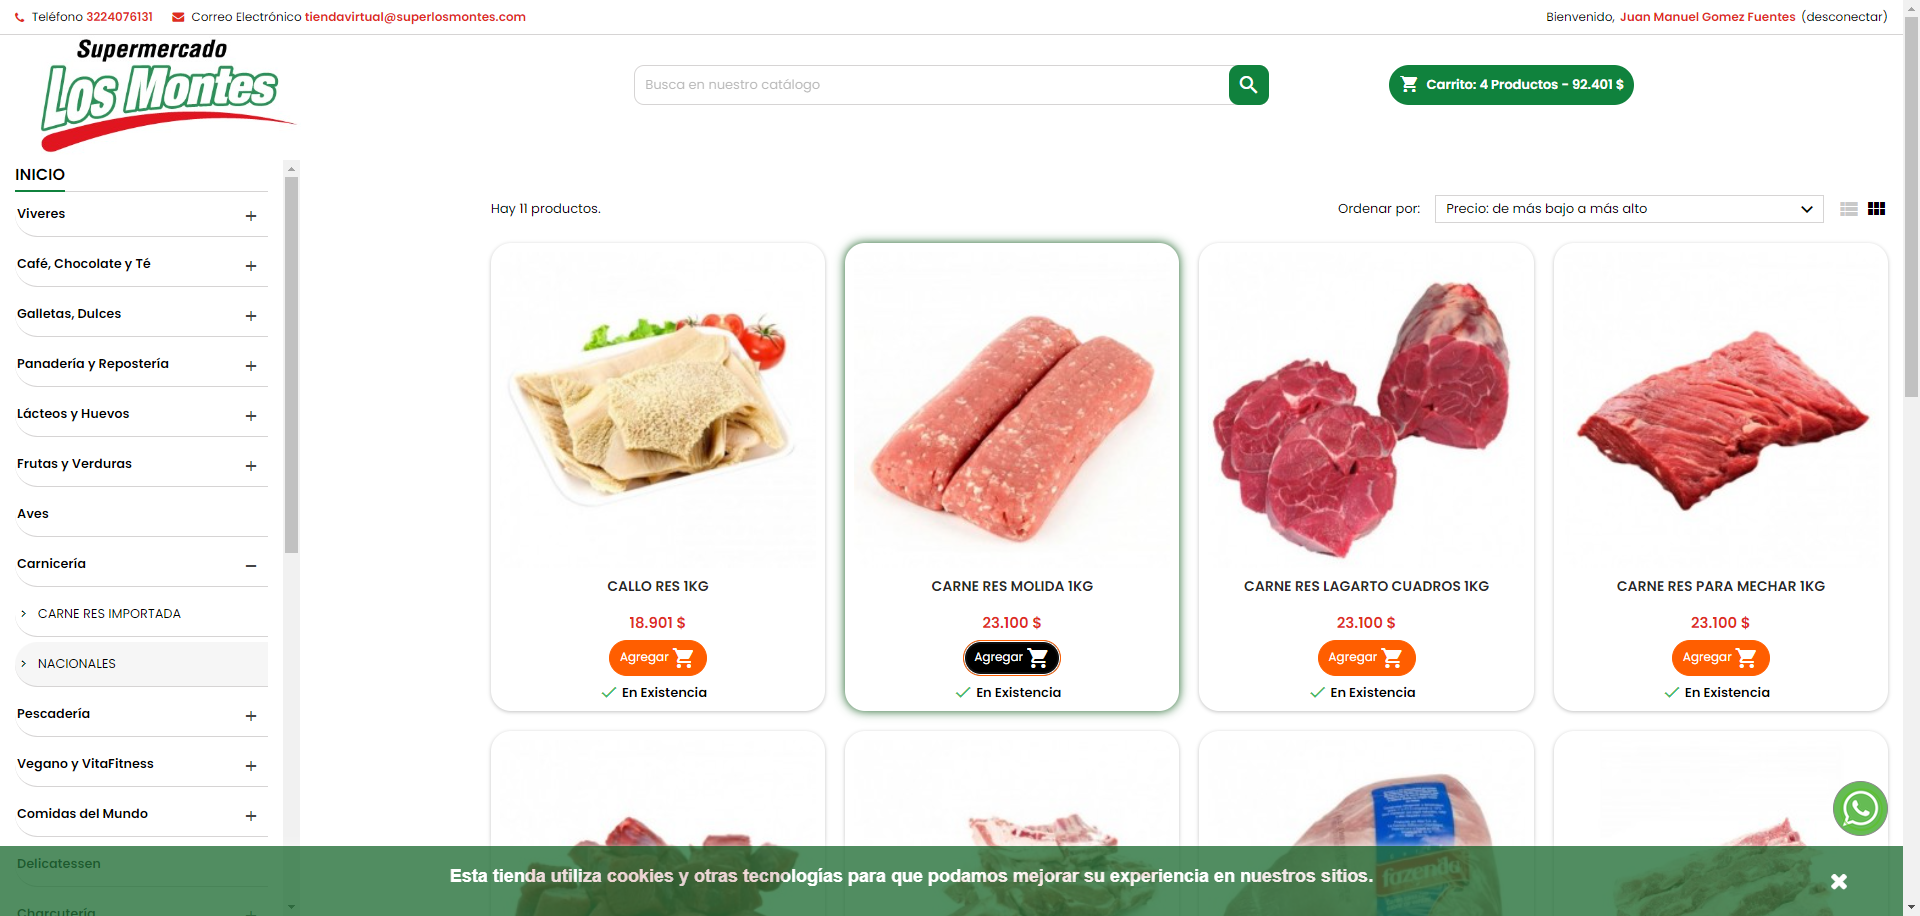 Teléfono 3224076131 Correo Electrónico tiendavirtual@superlosmontes.com
Bienvenido, Juan Manuel Gomez Fuentes (desconectar)
Supermercado
Los Montes
Busca en nuestro catálogo
Carrito: 4 Productos - 92.401 $
INICIO
Viveres
Café, Chocolate y Té
Galletas, Dulces
Panadería y Repostería
Lácteos y Huevos
Frutas y Verduras
Aves
Carnicería
CARNE RES IMPORTADA
NACIONALES
Pescadería
Vegano y VitaFitness
Comidas del Mundo
Delicatessen
Charcutería
Hay 11 productos.
Ordenar por: Precio: de más bajo a más alto
CALLO RES 1KG
18.901 $
Agregar
En Existencia
CARNE RES MOLIDA 1KG
23.100 $
Agregar
En Existencia
CARNE RES LAGARTO CUADROS 1KG
23.100 $
Agregar
En Existencia
CARNE RES PARA MECHAR 1KG
23.100 $
Agregar
En Existencia
fazenda
Esta tienda utiliza cookies y otras tecnologías para que podamos mejorar su experiencia en nuestros sitios.